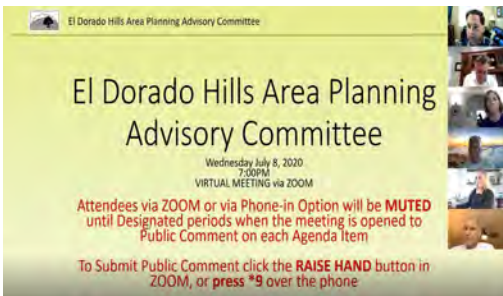 El Dorado Hills Area Planning Advisory Committee
El Dorado Hills Area Planning
Advisory Committee
Wednesday July 8, 2020
7:00PM
VIRTUAL MEETING via ZOOM
Attendees via ZOOM or via Phone-in Option will be MUTED
until Designated periods when the meeting is opened to
Public Comment on each Agenda Item
To Submit Public Comment click the RAISE HAND button in
ZOOM, or press *9 over the phone